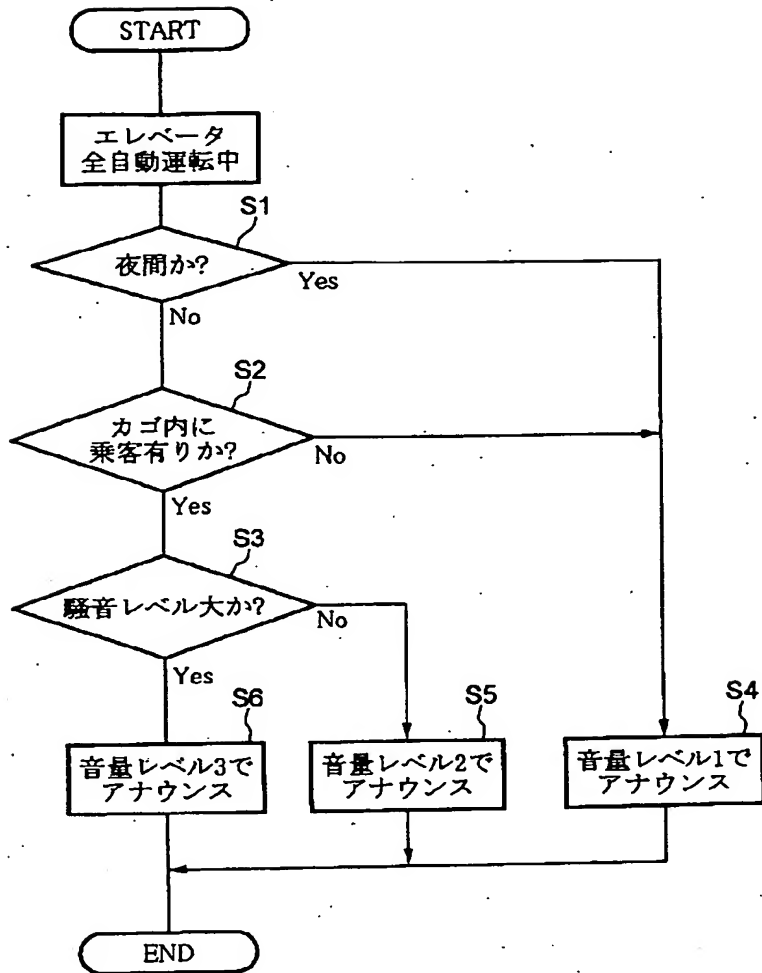 START
エレベータ
全自動運転中
S1
夜間か?
Yes
No
S2
カゴ内に
乗客有りか?
No
Yes
S3
騒音レベル大か?
No
Yes
S6
音量レベル3で
アナウンス
S5
音量レベル2で
アナウンス
S4
音量レベル1で
アナウンス
END